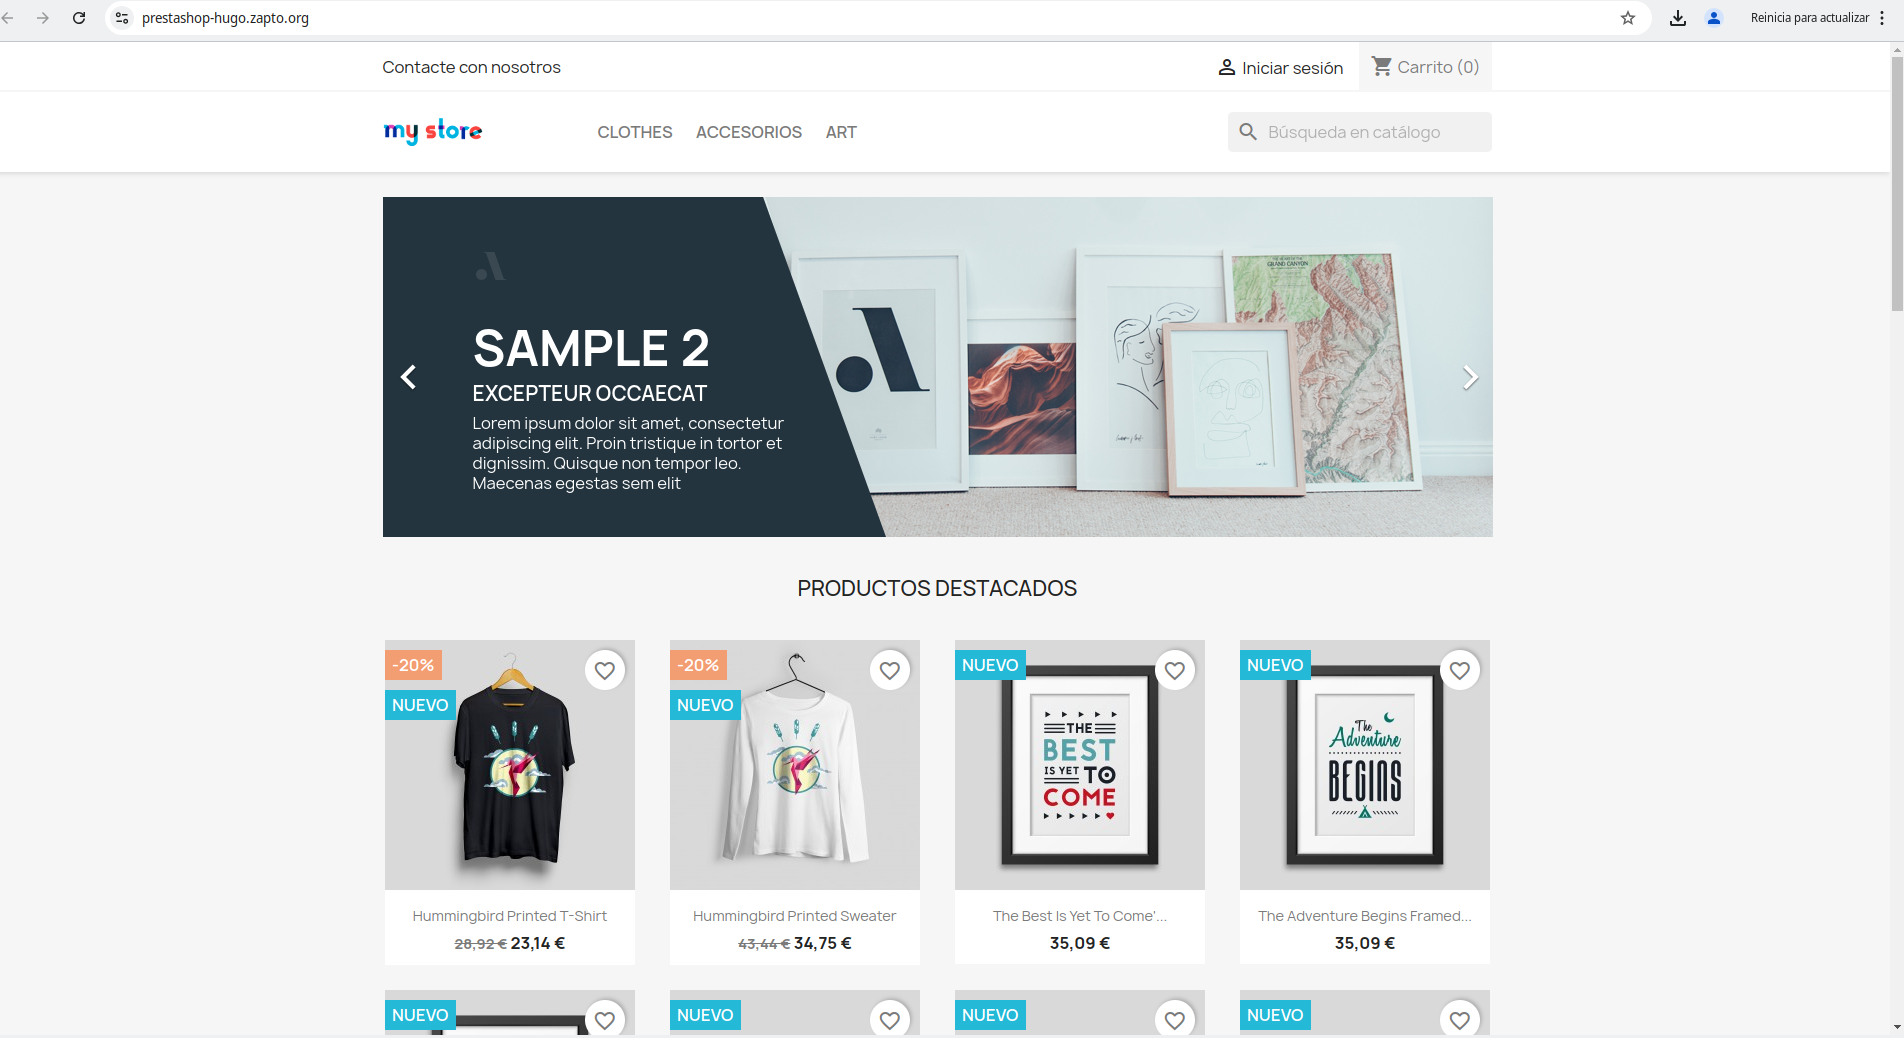 prestashop-hugo.zapto.org
Reinicia para actualizar
Contacte con nosotros
Iniciar sesión
Carrito (0)
my store
CLOTHES
ACCESORIOS
ART
Búsqueda en catálogo
SAMPLE 2
EXCEPTEUR OCCAECAT
Lorem ipsum dolor sit amet, consectetur
adipiscing elit. Proin tristique in tortor et
dignissim. Quisque non tempor leo.
Maecenas egestas sem elit
GRAND CANYON
PRODUCTOS DESTACADOS
-20%
NUEVO
-20%
NUEVO
NUEVO
THE
BEST
IS YET TO
COME
NUEVO
The
Adventure
BEGINS
Hummingbird Printed T-Shirt
28,92 € 23,14 €
Hummingbird Printed Sweater
43,44 € 34,75 €
The Best Is Yet To Come'...
35,09 €
The Adventure Begins Framed...
35,09 €
NUEVO
NUEVO
NUEVO
NUEVO